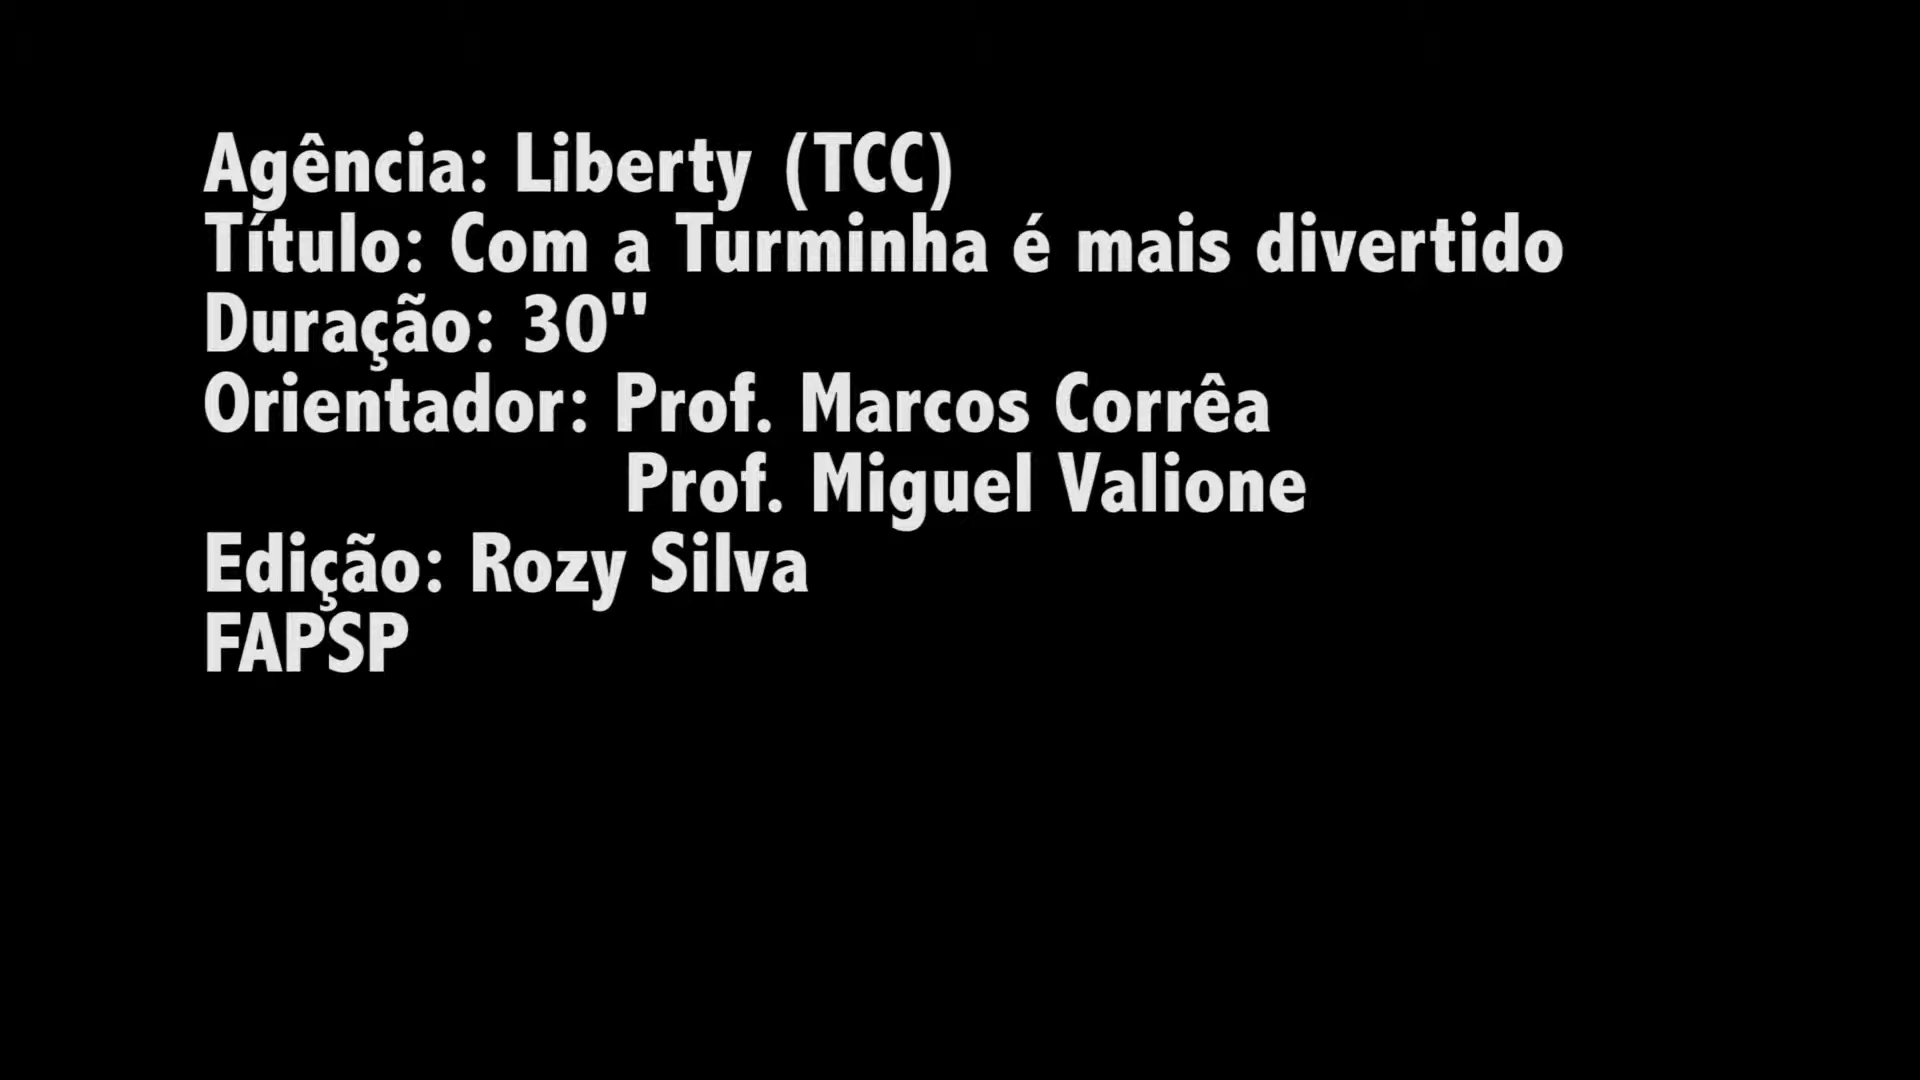 Agência: Liberty (TCC)
Título: Com a Turminha é mais divertido
Duração: 30"
Orientador: Prof. Marcos Corrêa
Prof. Miguel Valione
Edição: Rozy Silva
FAPSP